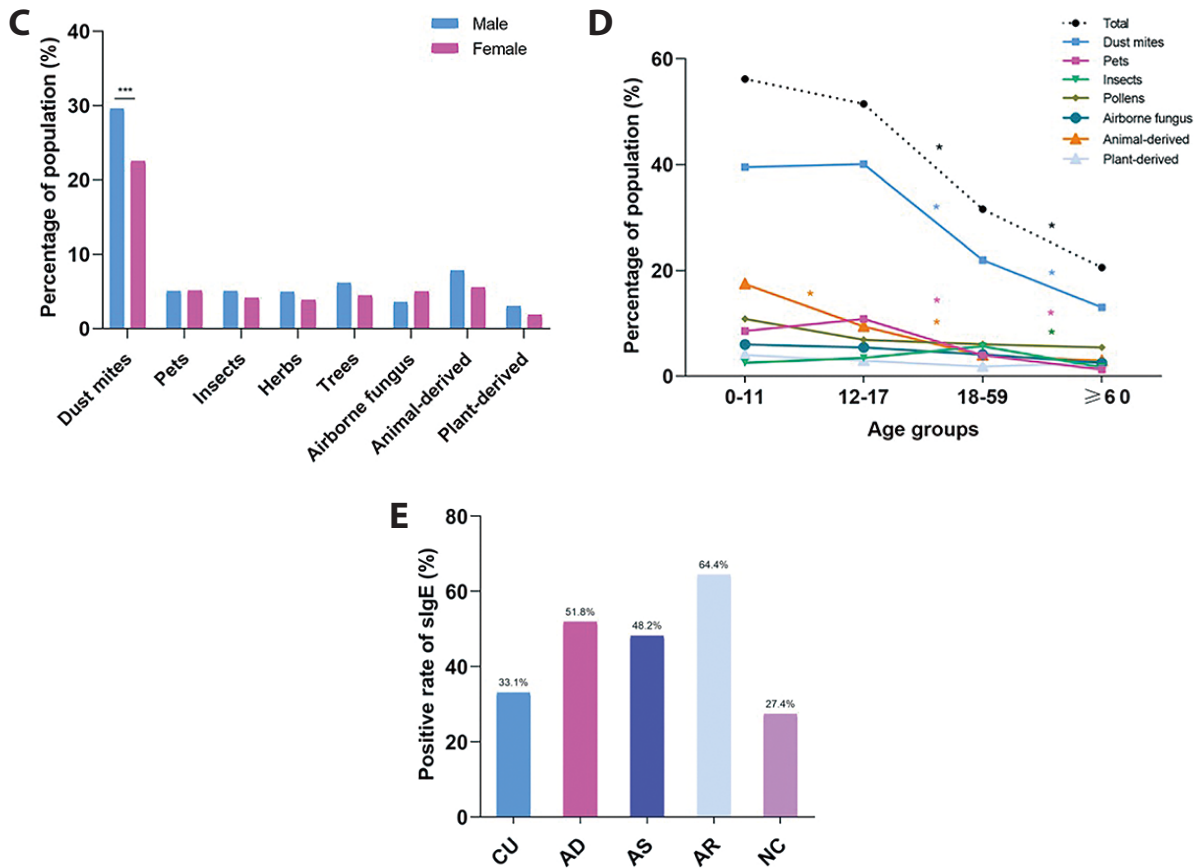 C
Male
Female
Percentage of population (%)
40
30
20
10
0
***
Dust mites
Pets
Insects
Herbs
Trees
Airborne fungus
Animal-derived
Plant-derived
D
Total
Dust mites
Pets
Insects
Pollens
Airborne fungus
Animal-derived
Plant-derived
Percentage of population (%)
60
40
20
0
*
*
*
*
*
*
*
*
*
0-11
12-17
18-59
≥60
Age groups
E
Positive rate of sIgE (%)
80
60
40
20
0
33.1%
51.8%
48.2%
64.4%
27.4%
CU
AD
AS
AR
NC